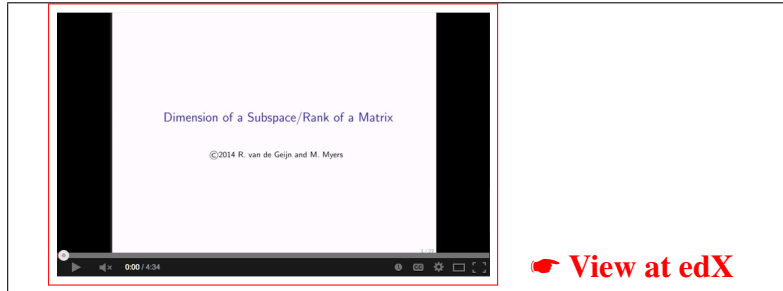 Dimension of a Subspace/Rank of a Matrix
©2014 R. van de Geijn and M. Myers
0:00 / 4:34
☛ View at edX